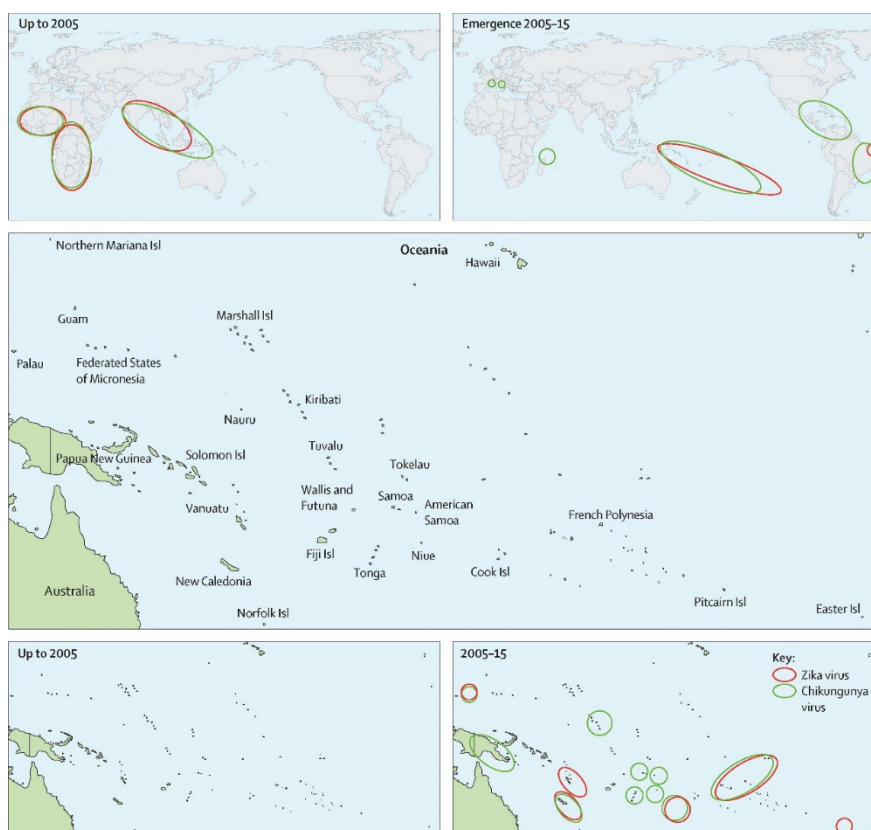 Up to 2005
Emergence 2005–15
Northern Mariana Isl
Oceania
Hawaii
Guam
Marshall Isl
Palau
Federated States
of Micronesia
Kiribati
Nauru
Papua New Guinea
Solomon Isl
Tuvalu
Tokelau
Vanuatu
Wallis and
Futuna
Samoa
American
Samoa
French Polynesia
Fiji Isl
Tonga
Niue
Cook Isl
New Caledonia
Australia
Norfolk Isl
Pitcairn Isl
Easter Isl
Up to 2005
2005–15
Key:
Zika virus
Chikungunya
virus